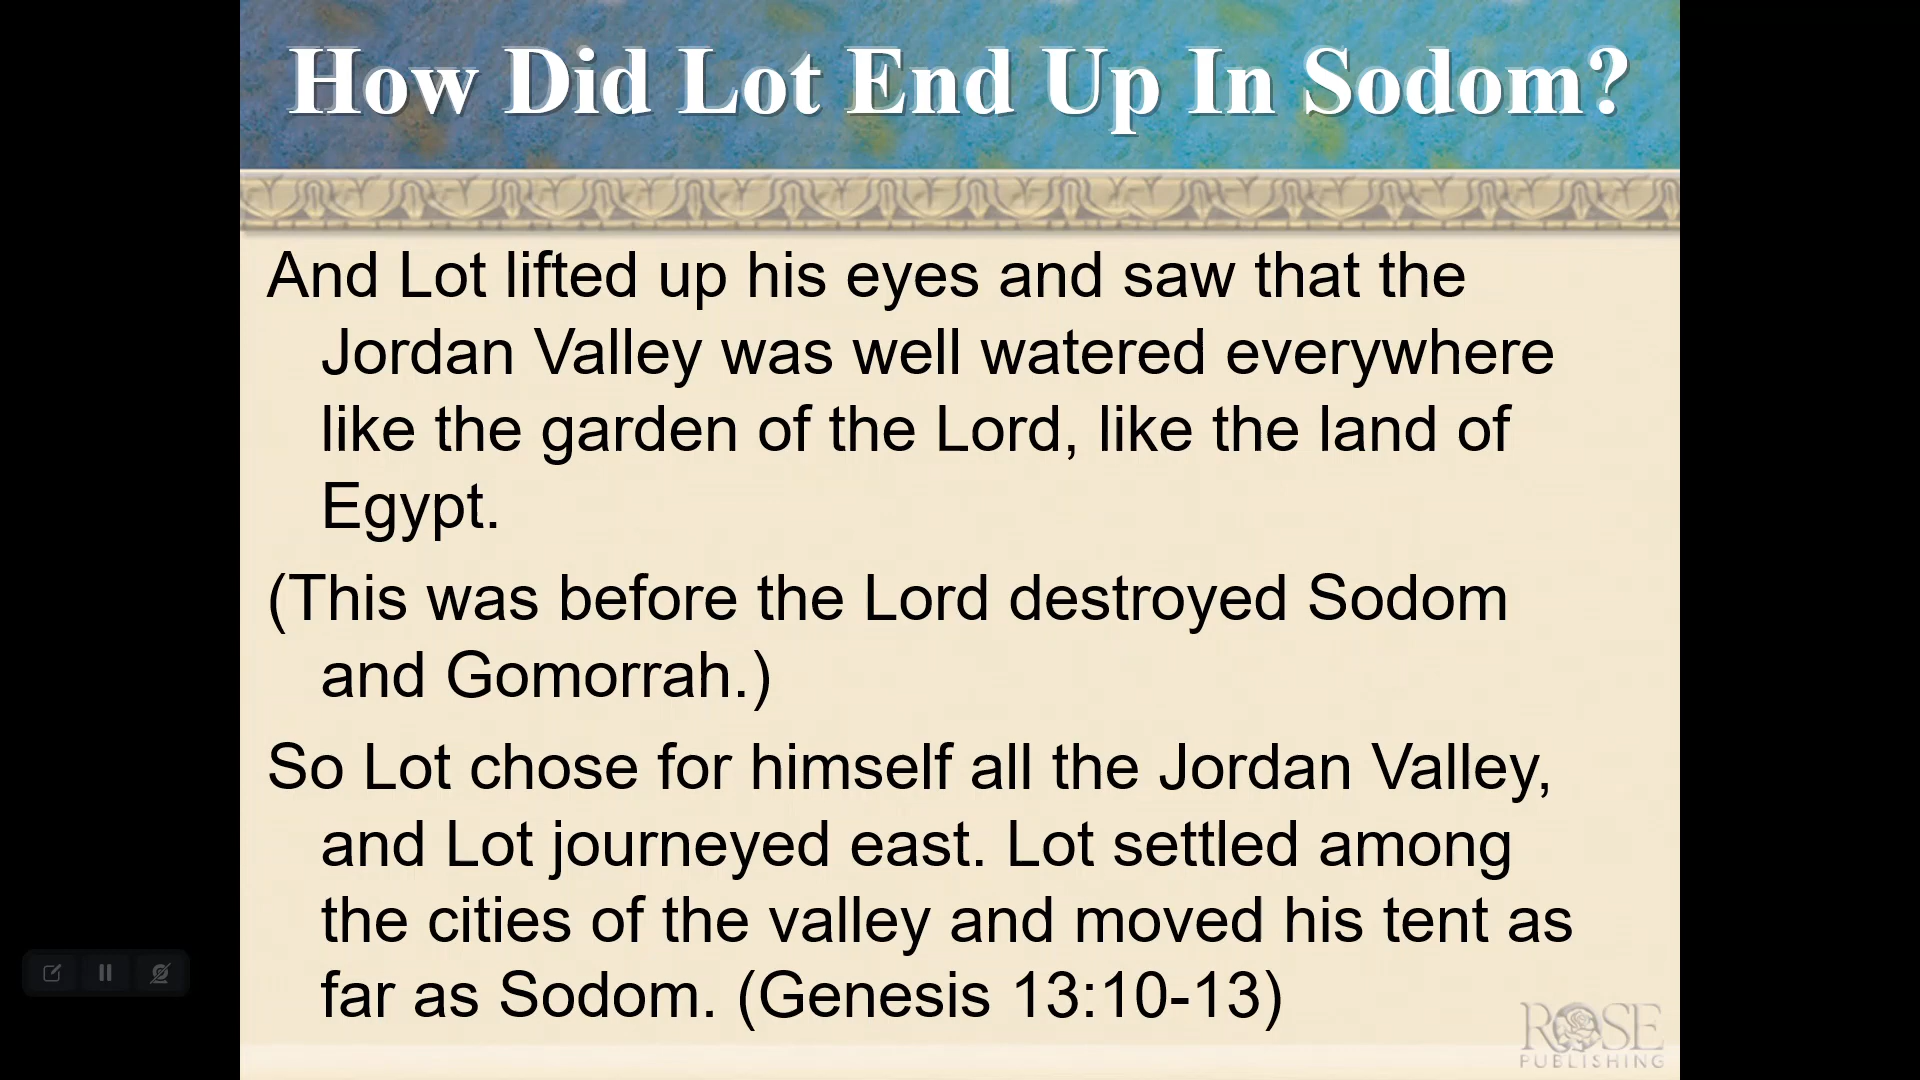 How Did Lot End Up In Sodom?
And Lot lifted up his eyes and saw that the
Jordan Valley was well watered everywhere
like the garden of the Lord, like the land of
Egypt.
(This was before the Lord destroyed Sodom
and Gomorrah.)
So Lot chose for himself all the Jordan Valley,
and Lot journeyed east. Lot settled among
the cities of the valley and moved his tent as
far as Sodom. (Genesis 13:10-13)
ROSE
PUBLISHING